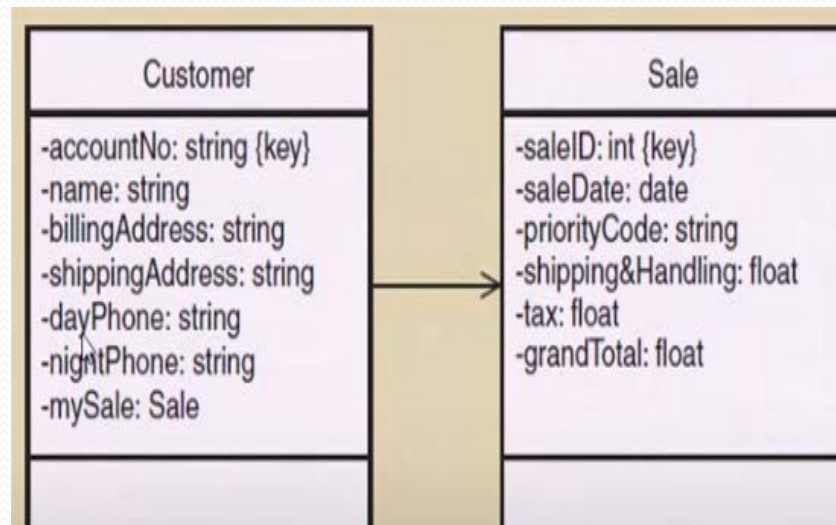 Customer
-accountNo: string {key}
-name: string
-billingAddress: string
-shippingAddress: string
-dayPhone: string
-nightPhone: string
-mySale: Sale
Sale
-saleID: int {key}
-saleDate: date
-priorityCode: string
-shipping&Handling: float
-tax: float
-grandTotal: float